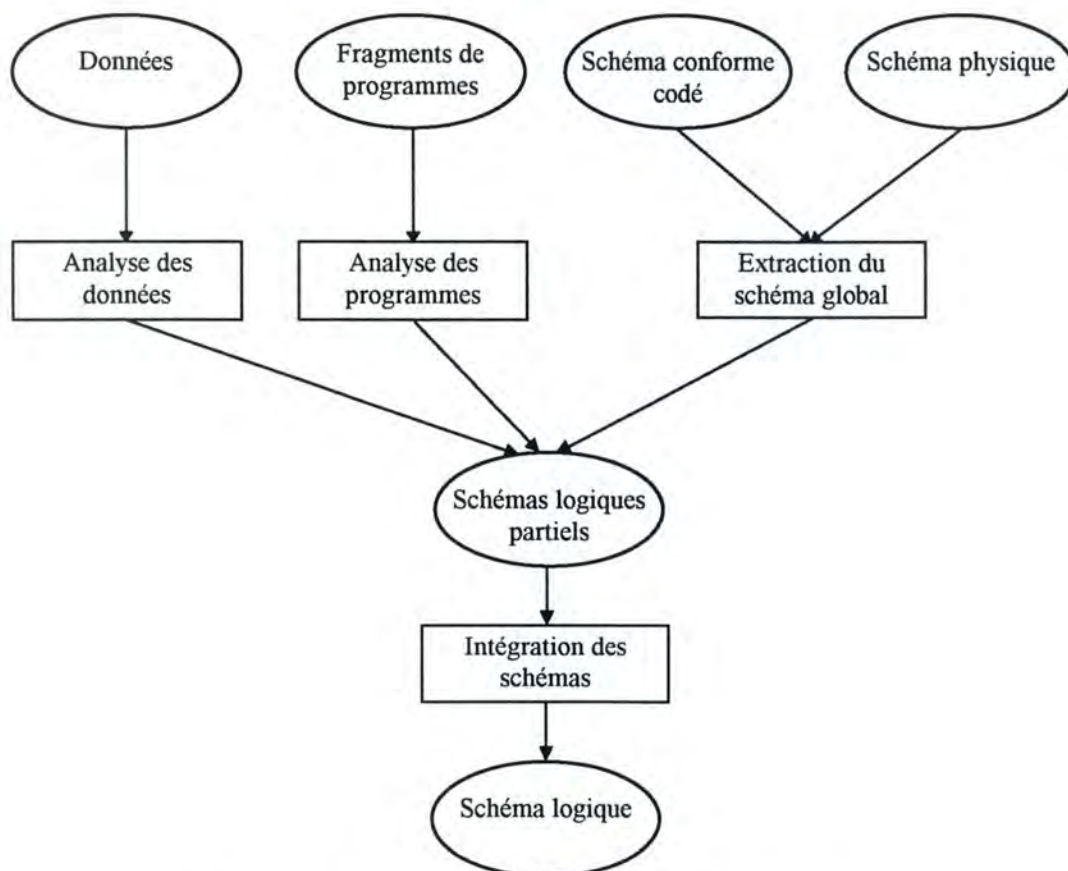 Données
Fragments de
programmes
Schéma conforme
codé
Schéma physique
Analyse des
données
Analyse des
programmes
Extraction du
schéma global
Schémas logiques
partiels
Intégration des
schémas
Schéma logique